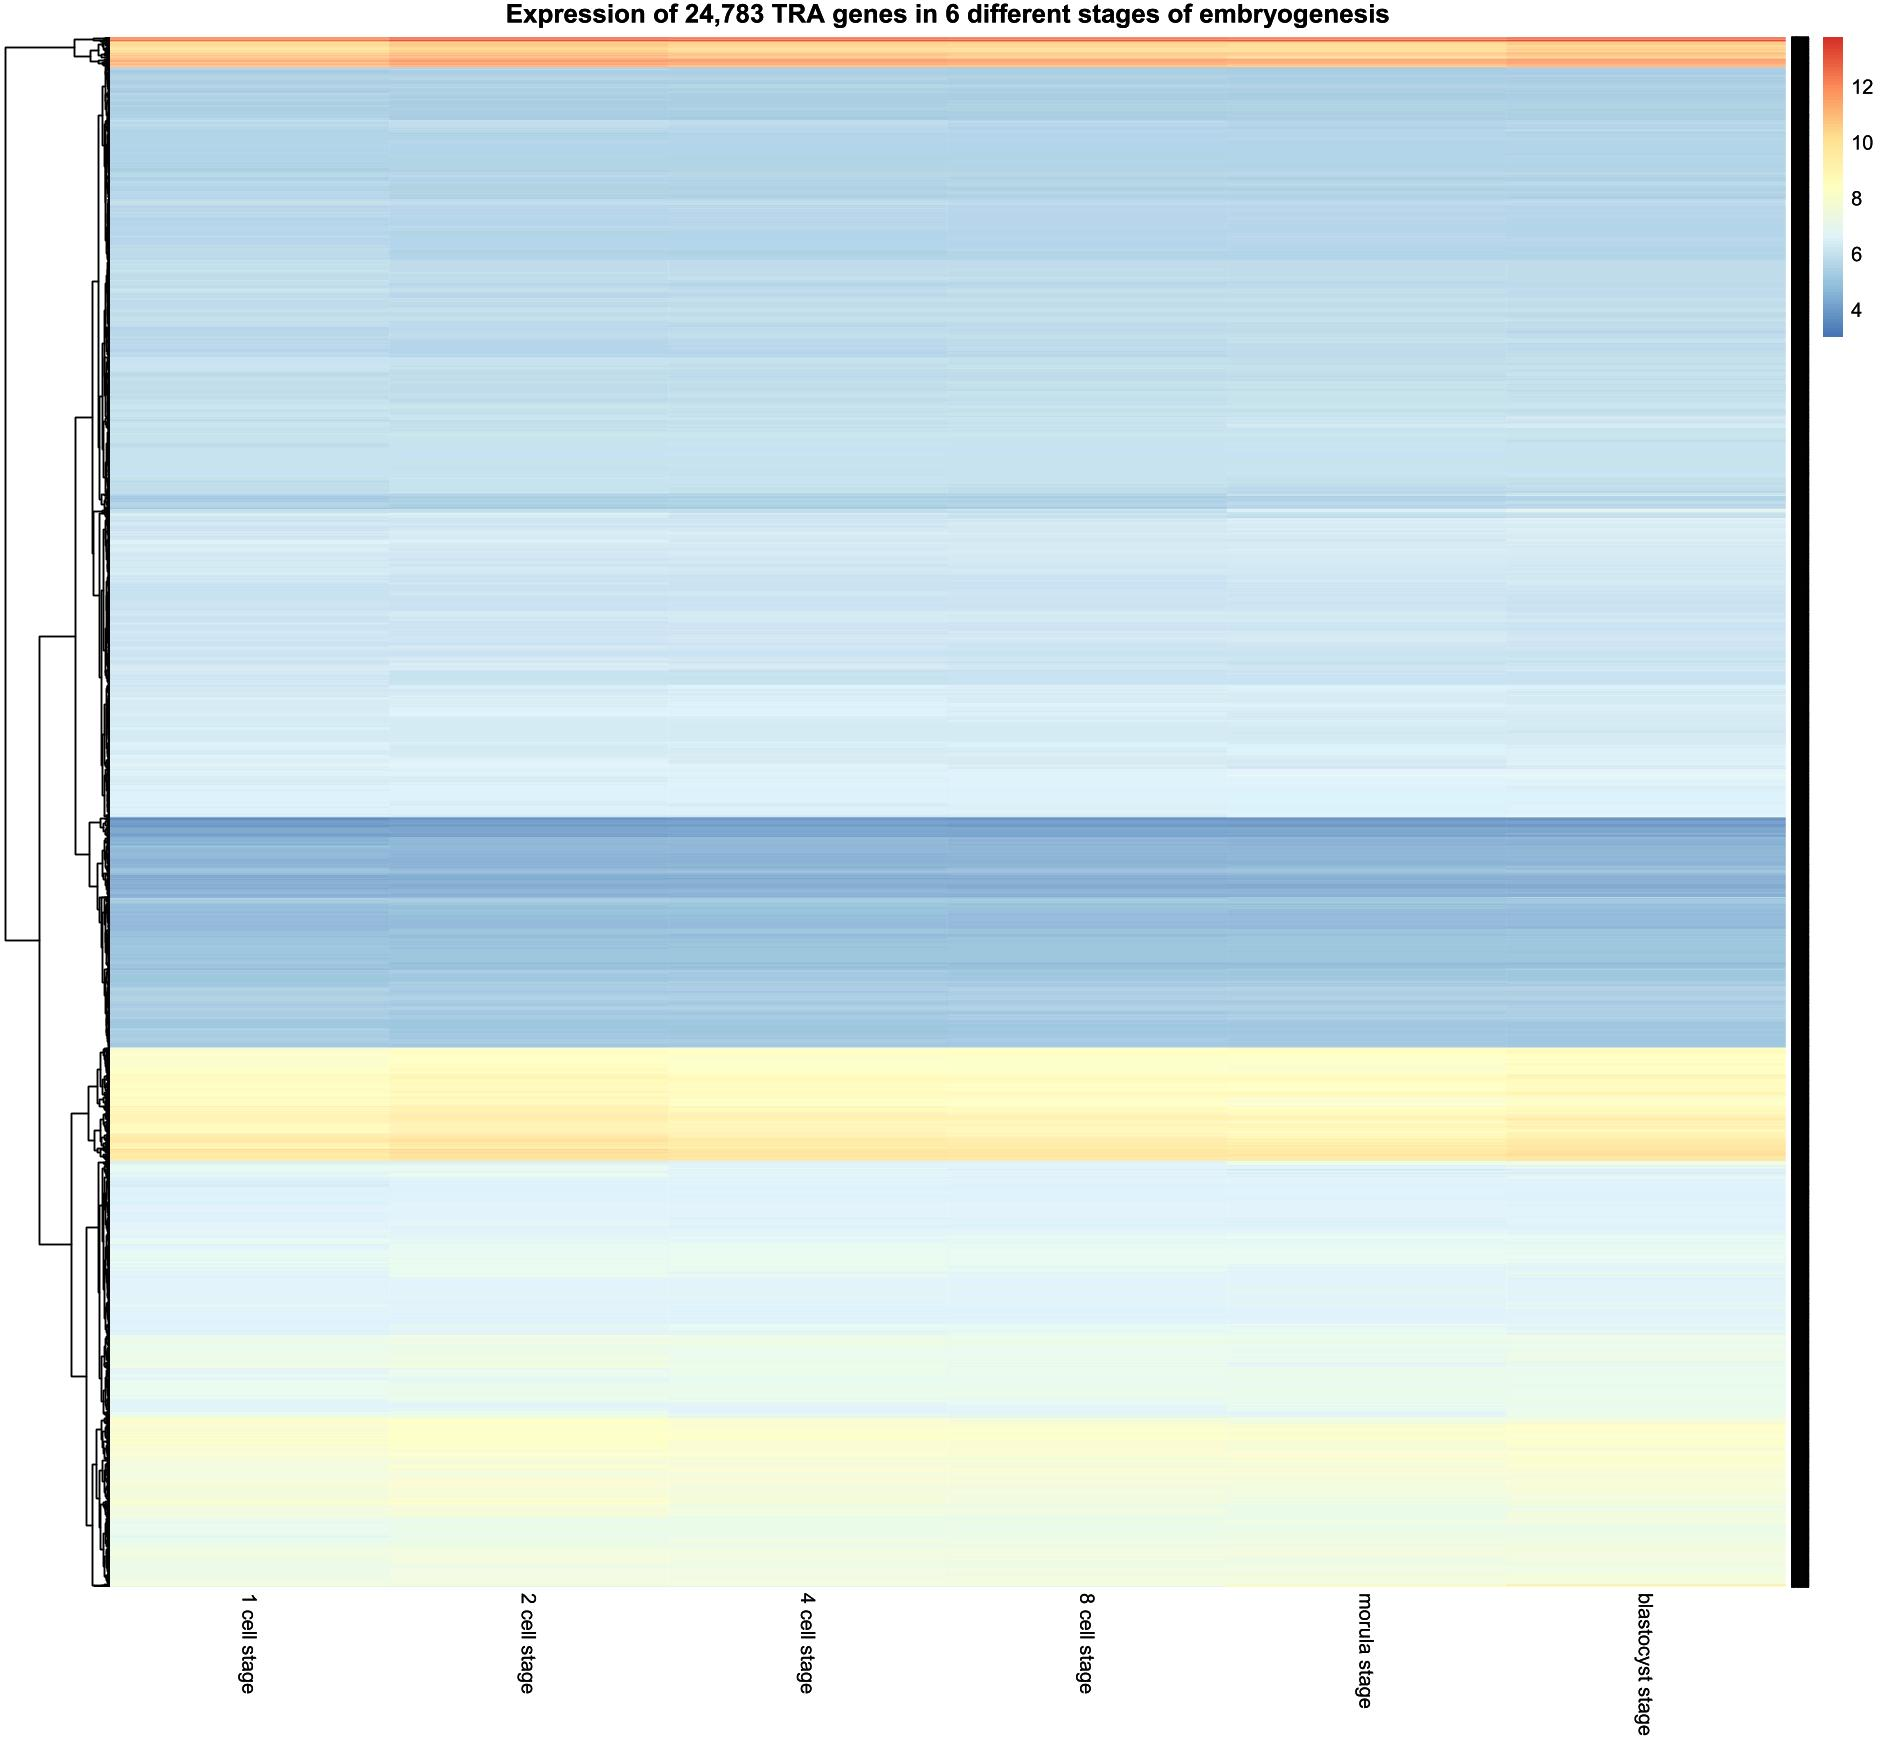 Expression of 24,783 TRA genes in 6 different stages of embryogenesis
12
10
8
6
4
1 cell stage
2 cell stage
4 cell stage
8 cell stage
morula stage
blastocyst stage